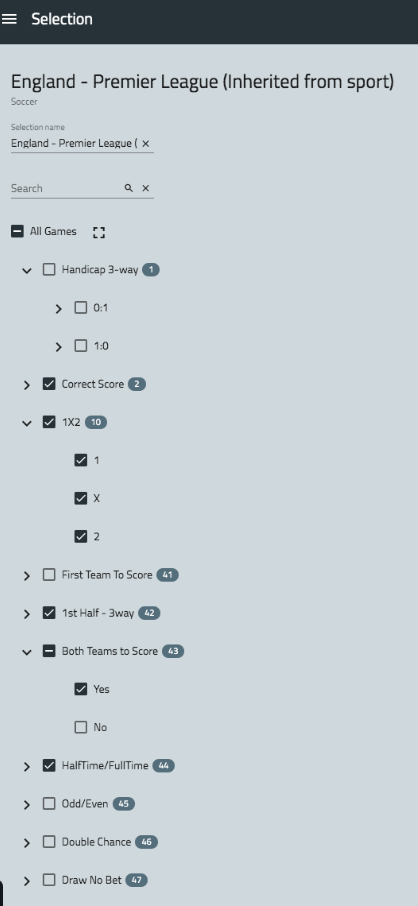 Selection
England - Premier League (Inherited from sport)
Soccer
Selection name
England - Premier League (
Search
All Games
Handicap 3-way 1
0:1
1:0
Correct Score 2
1X2 10
1
X
2
First Team To Score 41
1st Half - 3way 42
Both Teams to Score 43
Yes
No
HalfTime/FullTime 44
Odd/Even 45
Double Chance 46
Draw No Bet 47